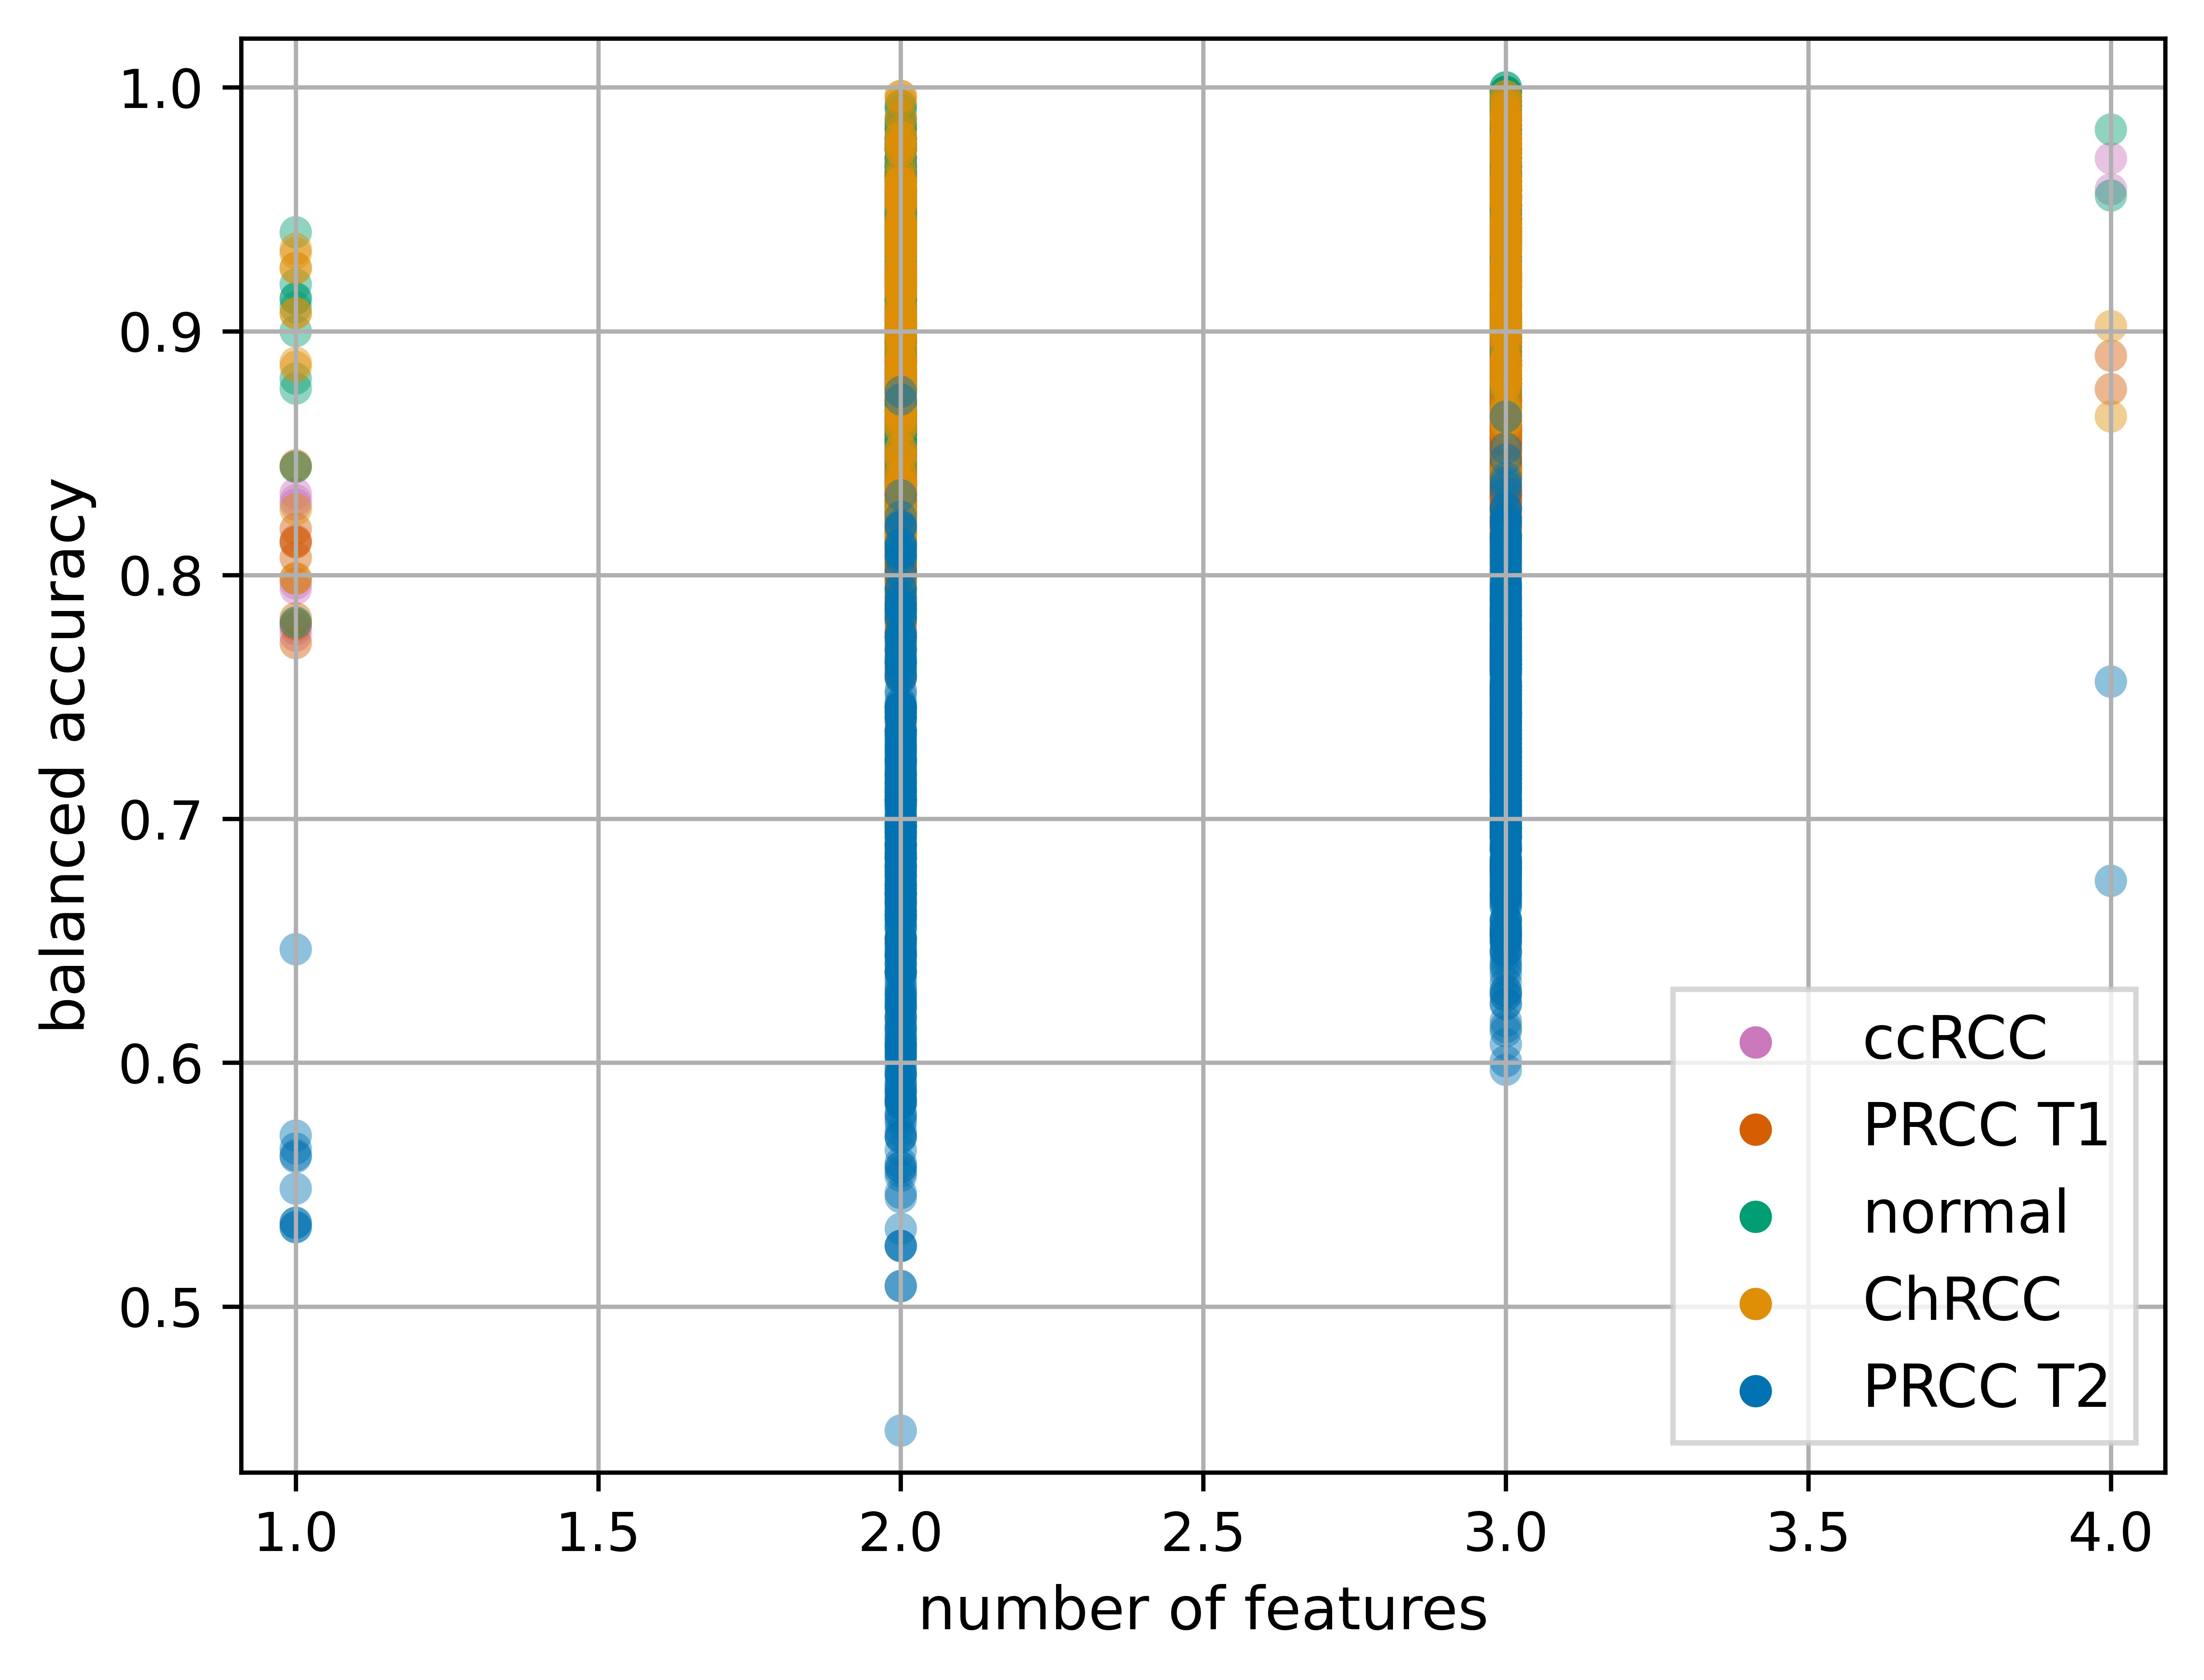 1.0
0.9
0.8
0.7
0.6
0.5
balanced accuracy
ccRCC
PRCC T1
normal
ChRCC
PRCC T2
1.0 1.5 2.0 2.5 3.0 3.5 4.0
number of features